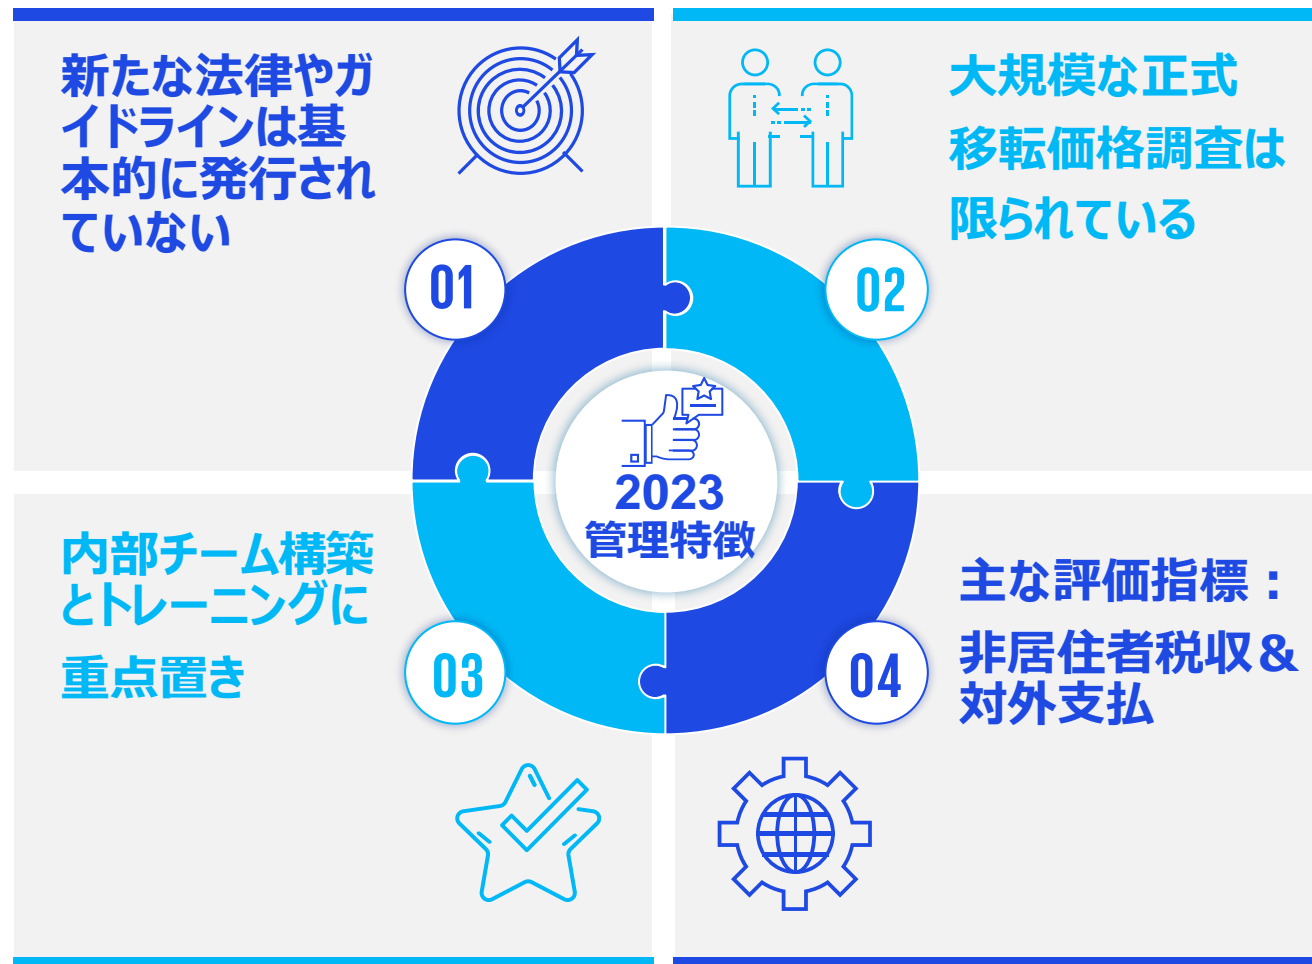 新たな法律やガ
イドラインは基
本的に発行され
ていない
01
大規模な正式
移転価格調査は
限られている
02
2023
管理特徴
内部チーム構築
とトレーニングに
重点置き
03
主な評価指標：
非居住者税収＆
対外支払
04